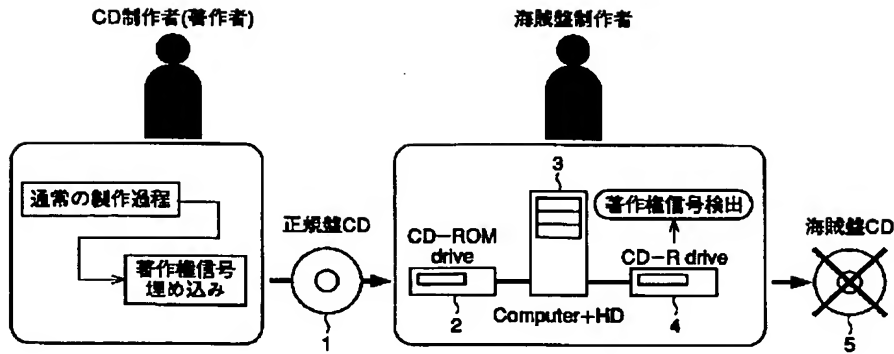 CD制作者(著作者)
海賊盤制作者
通常の製作過程
著作権信号
埋め込み
正規盤CD
1
CD-ROM
drive
2
3
Computer+HD
著作権信号検出
CD-R drive
4
海賊盤CD
5